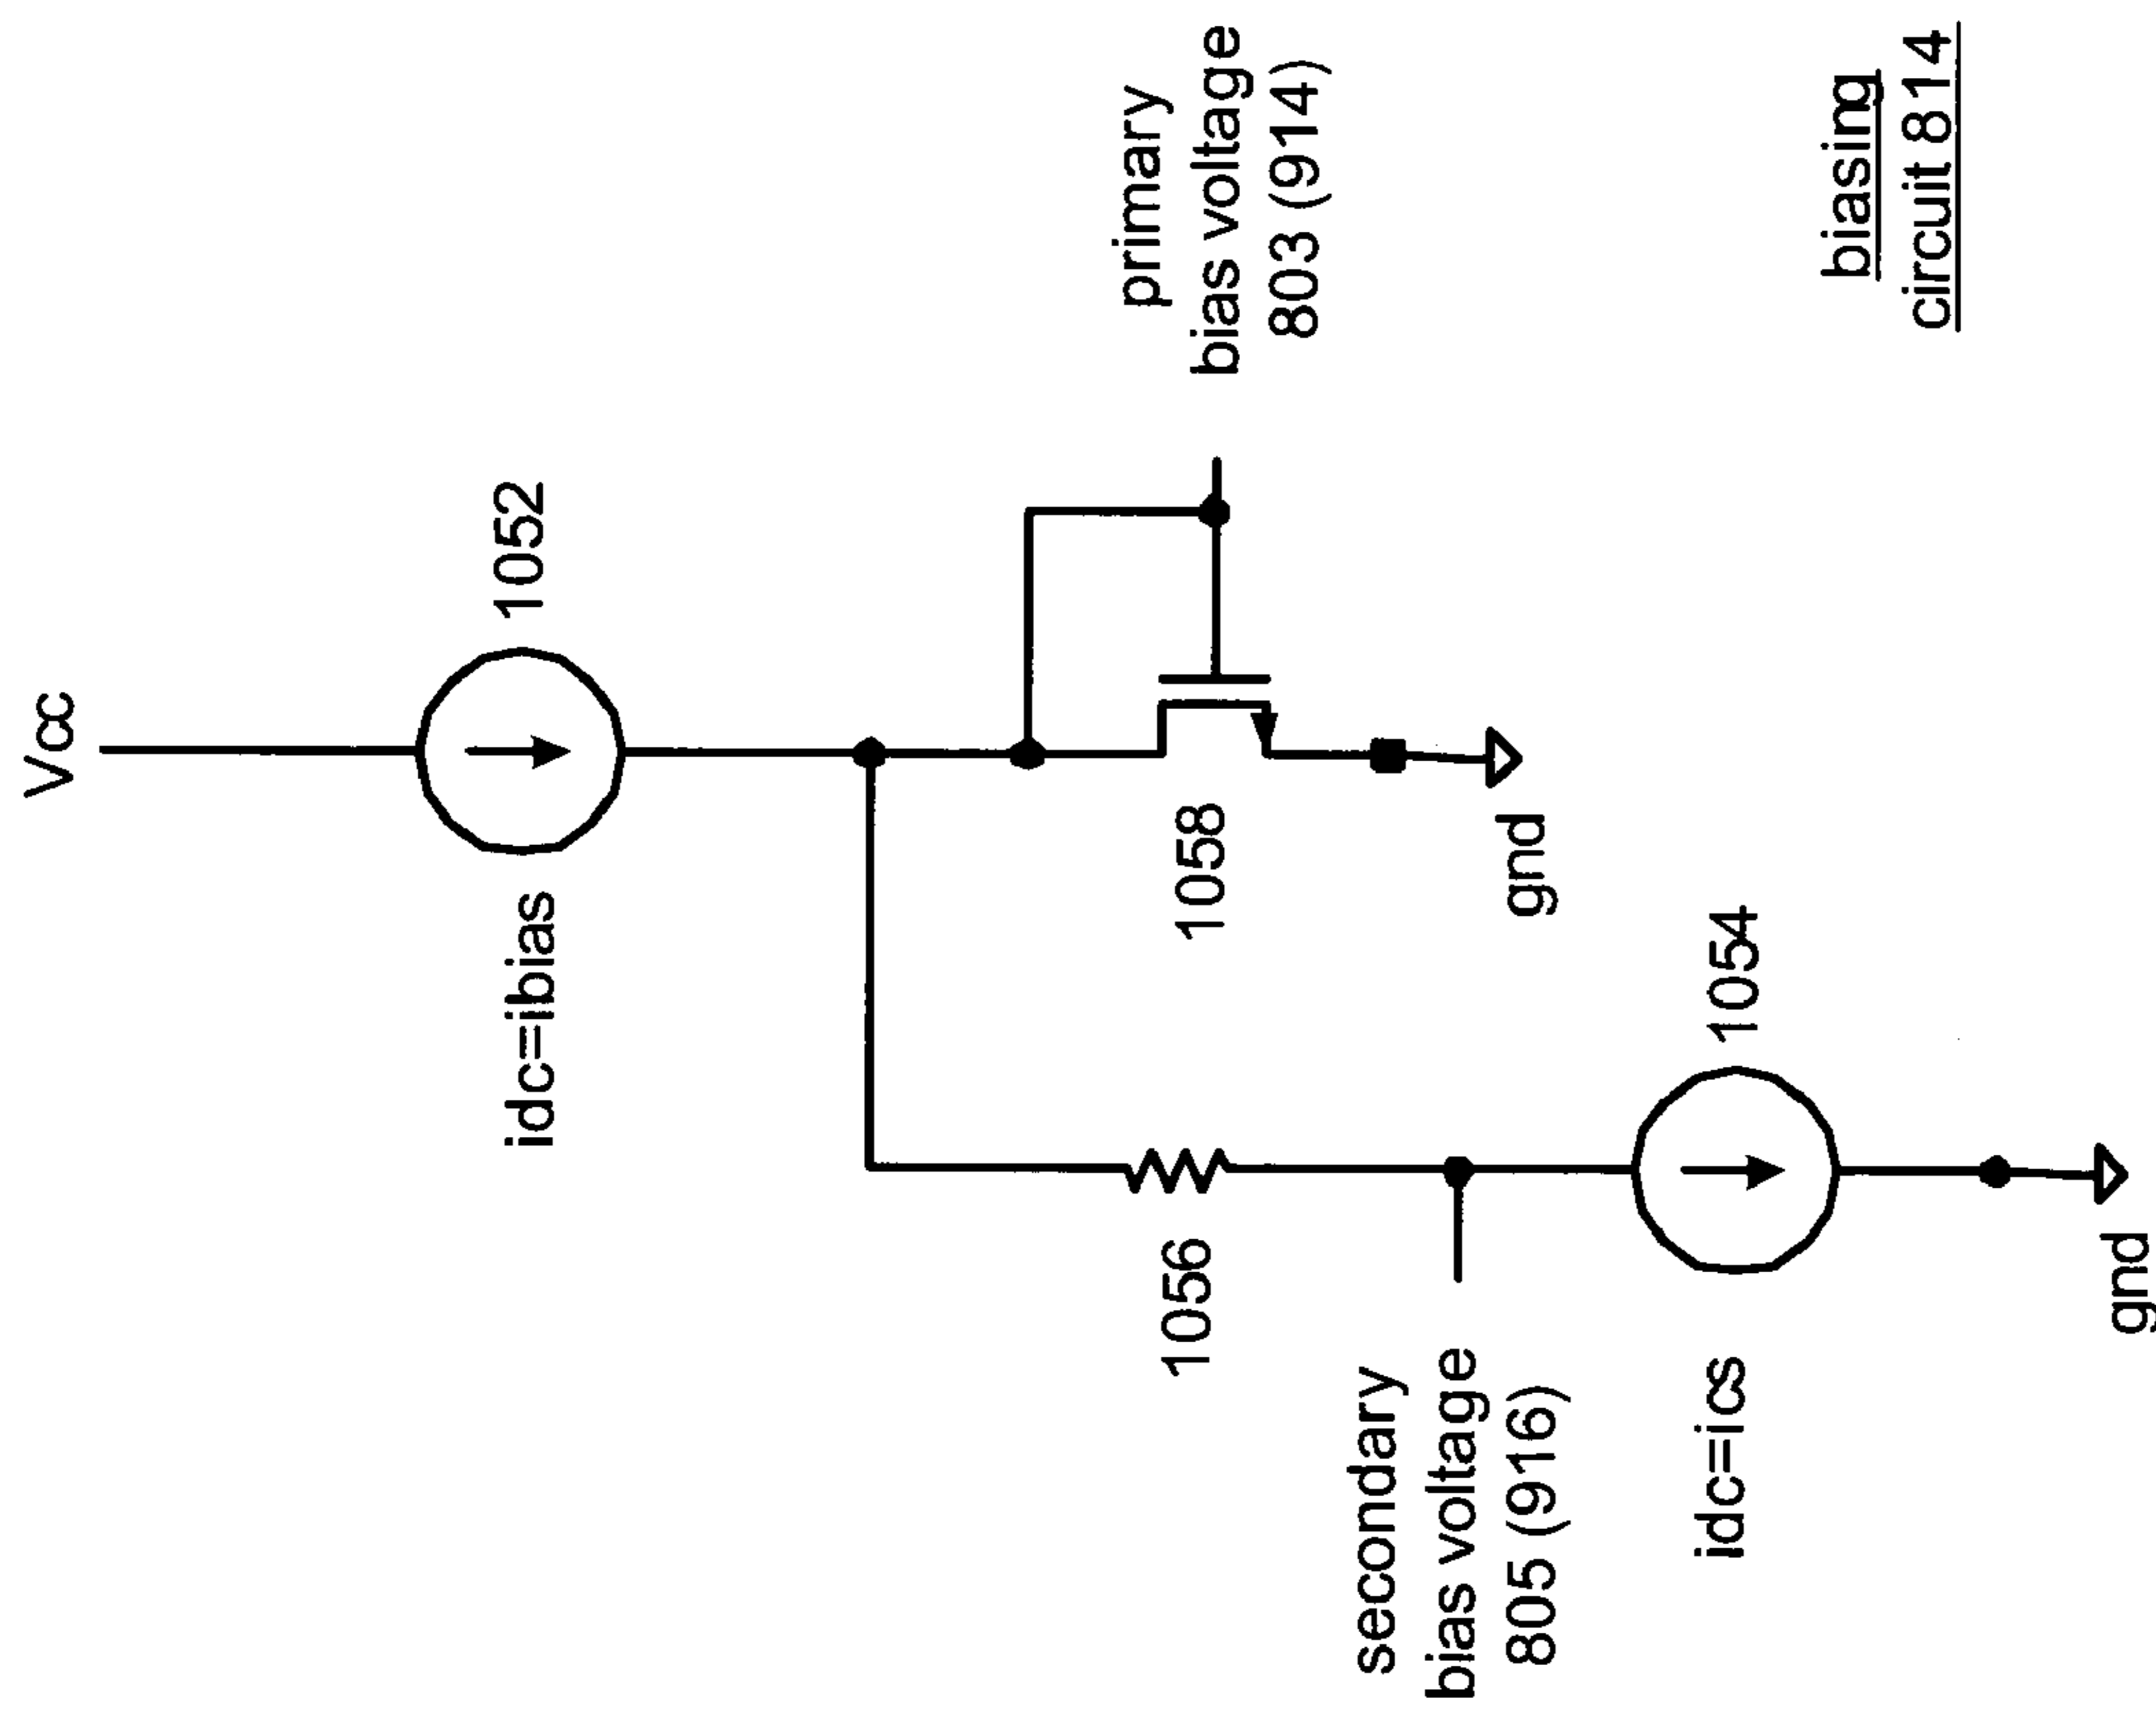 Vcc
idc=ibias
1052
primary
bias voltage
803 (914)
1056
1058
secondary
bias voltage
805 (916)
gnd
idc=ics
1054
gnd
biasing
circuit 814